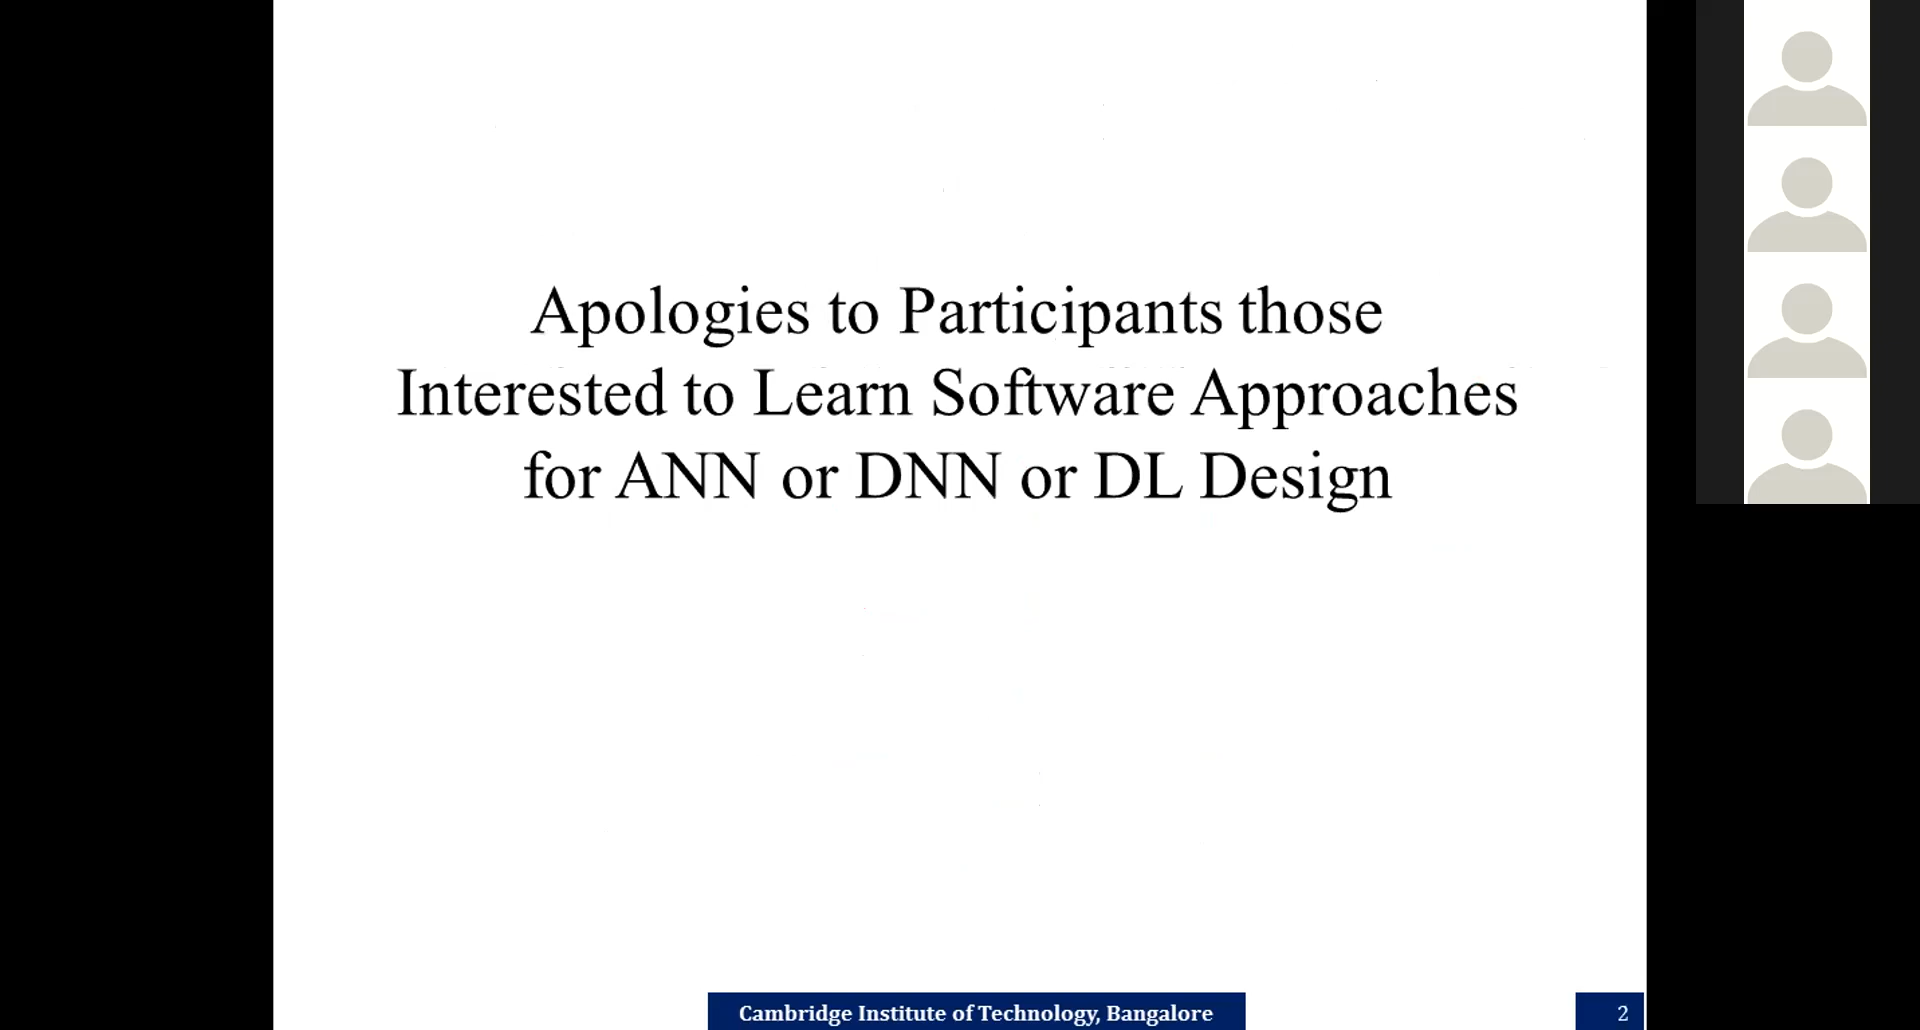 Apologies to Participants those
Interested to Learn Software Approaches
for ANN or DNN or DL Design
Cambridge Institute of Technology, Bangalore
2